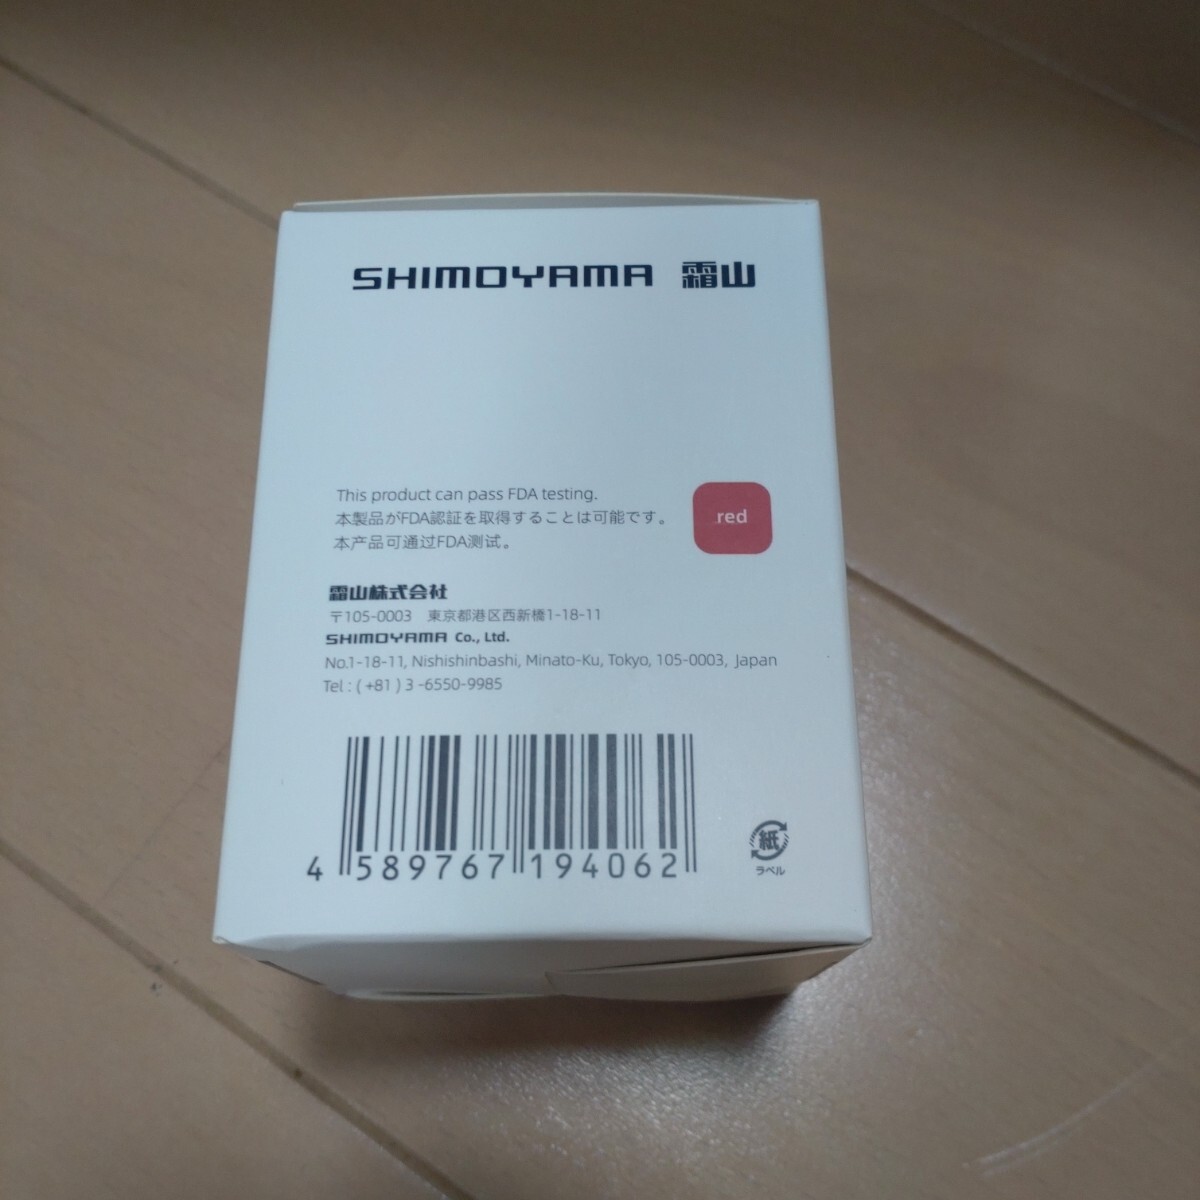 SHIMOYAMA 霜山
This product can pass FDA testing.
本製品がFDA認証を取得することは可能です。
本产品可通过FDA测试。
red
霜山株式会社
〒105-0003 東京都港区西新橋1-18-11
SHIMOYAMA Co., Ltd.
No.1-18-11, Nishishinbashi, Minato-Ku, Tokyo, 105-0003, Japan
Tel : ( +81 ) 3 -6550-9985
4 589767 194062
紙
ラベル